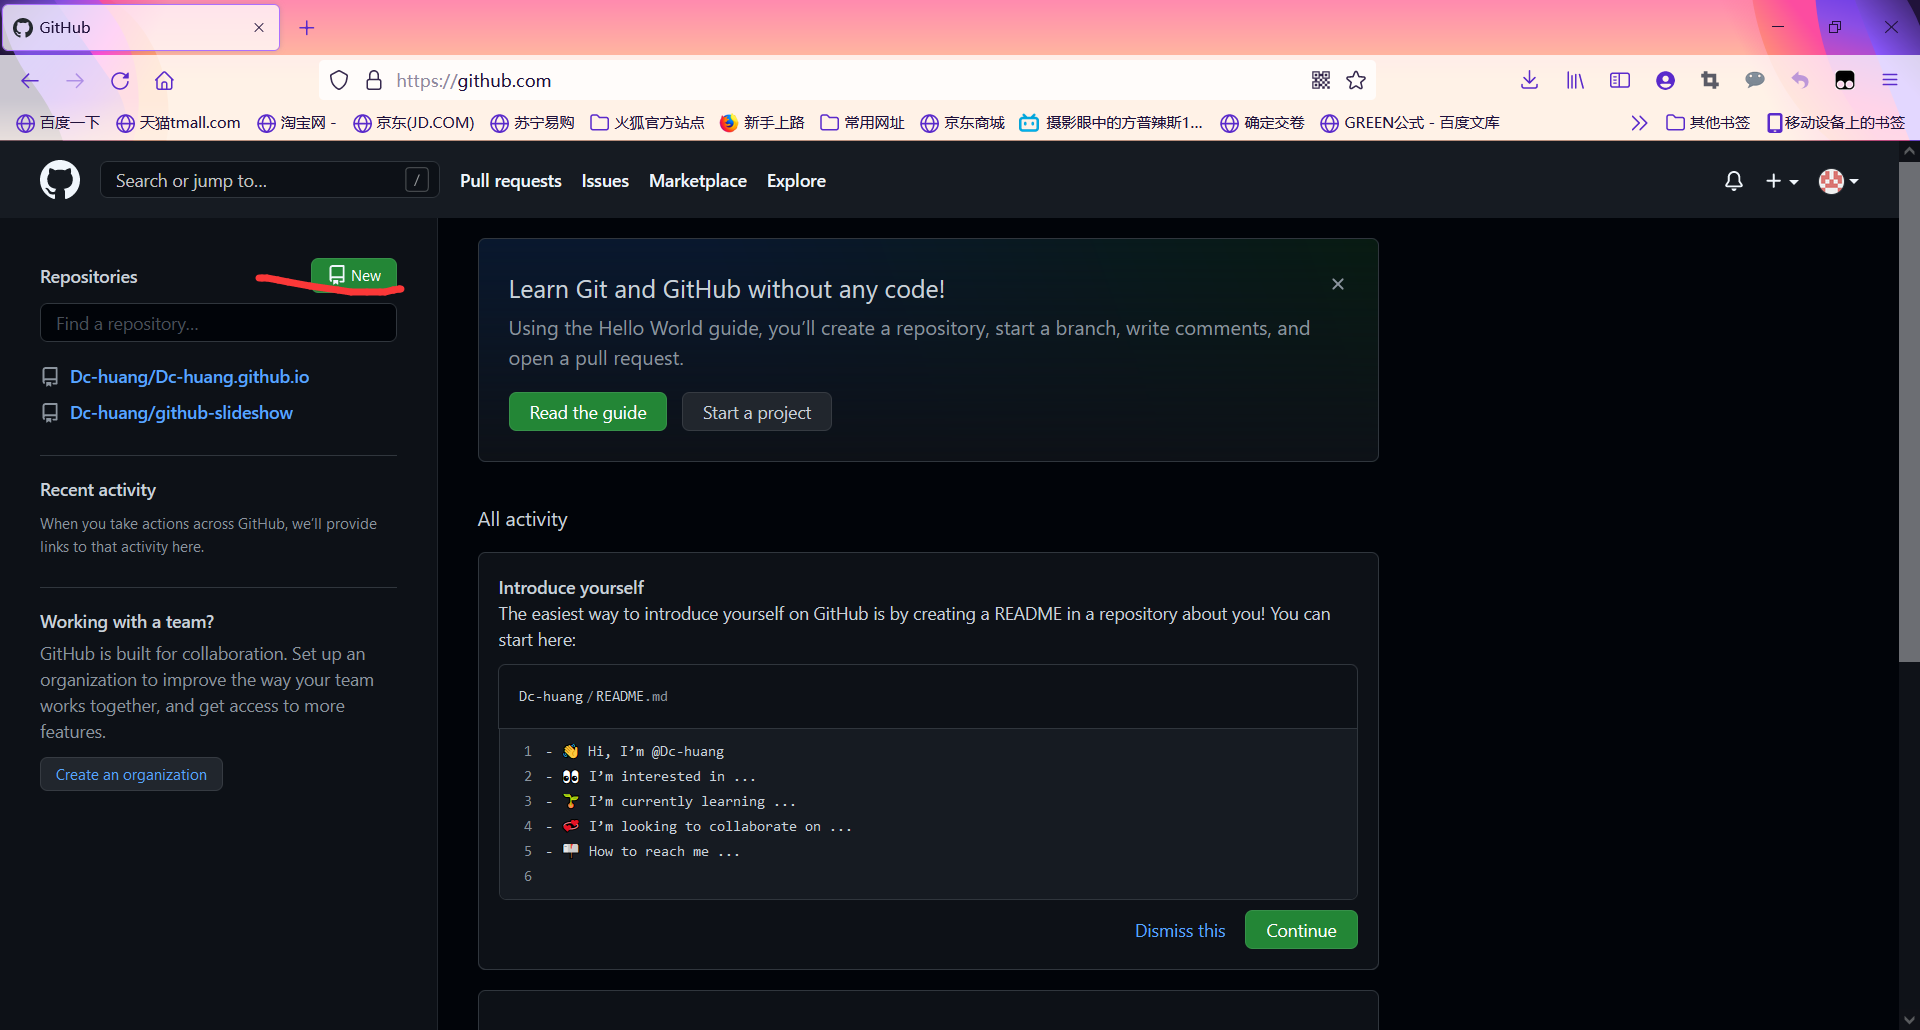 GitHub
https://github.com
百度一下
天猫tmall.com
淘宝网 -
京东(JD.COM)
苏宁易购
火狐官方站点
新手上路
常用网址
京东商城
摄影眼中的方普辣斯1...
确定交卷
GREEN公式 - 百度文库
其他书签
移动设备上的书签
Search or jump to...
/
Pull requests
Issues
Marketplace
Explore
Repositories
New
Find a repository...
Dc-huang/Dc-huang.github.io
Dc-huang/github-slideshow
Recent activity
When you take actions across GitHub, we'll provide
links to that activity here.
Working with a team?
GitHub is built for collaboration. Set up an
organization to improve the way your team
works together, and get access to more
features.
Create an organization
Learn Git and GitHub without any code!
Using the Hello World guide, you'll create a repository, start a branch, write comments, and
open a pull request.
Read the guide
Start a project
All activity
Introduce yourself
The easiest way to introduce yourself on GitHub is by creating a README in a repository about you! You can
start here:
Dc-huang / README.md
1 - 👋 Hi, I'm @Dc-huang
2 - 👀 I'm interested in ...
3 - 🌱 I'm currently learning ...
4 - 💞️ I'm looking to collaborate on ...
5 - 📫 How to reach me ...
6
Dismiss this
Continue